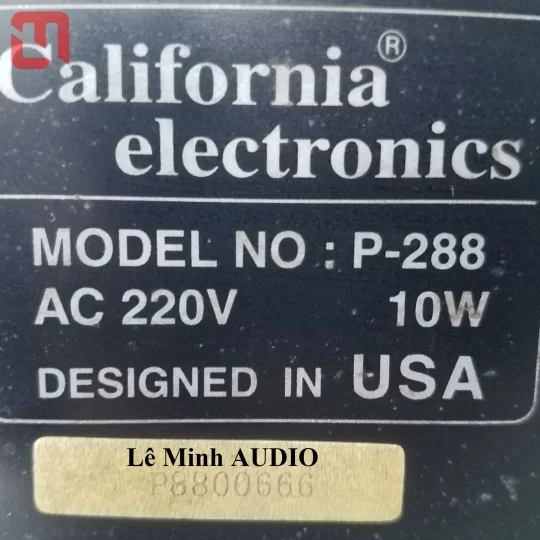 California®
electronics
MODEL NO : P-288
AC 220V 10W
DESIGNED IN USA
Lê Minh AUDIO
P8800666